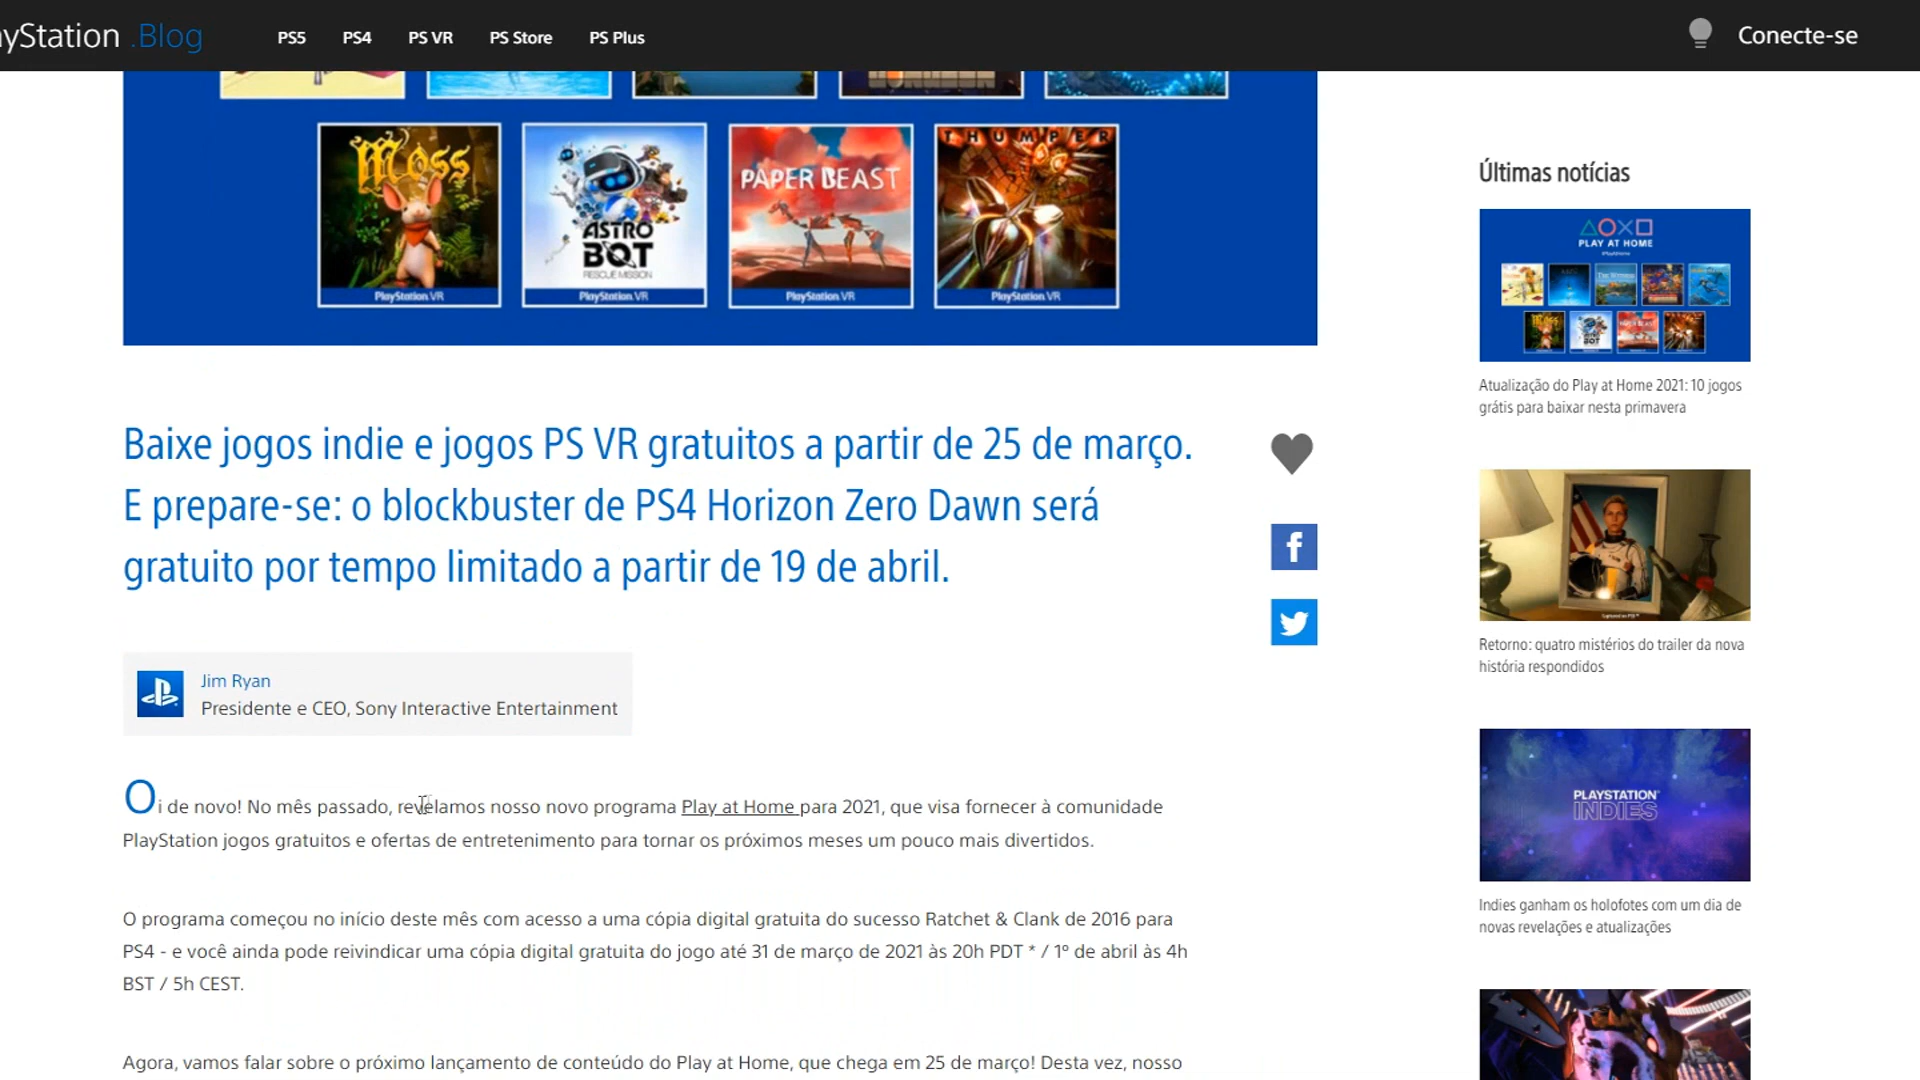 ayStation .Blog
PS5 PS4 PS VR PS Store PS Plus
Conecte-se
MOSS
PlayStation VR
ASTRO
BOT
RESCUE MISSION
PlayStation VR
PAPER BEAST
PlayStation VR
THUMPER
PlayStation VR
Baixe jogos indie e jogos PS VR gratuitos a partir de 25 de março.
E prepare-se: o blockbuster de PS4 Horizon Zero Dawn será
gratuito por tempo limitado a partir de 19 de abril.
Jim Ryan
Presidente e CEO, Sony Interactive Entertainment
Oi de novo! No mês passado, revelamos nosso novo programa Play at Home para 2021, que visa fornecer à comunidade
PlayStation jogos gratuitos e ofertas de entretenimento para tornar os próximos meses um pouco mais divertidos.
O programa começou no início deste mês com acesso a uma cópia digital gratuita do sucesso Ratchet & Clank de 2016 para
PS4 - e você ainda pode reivindicar uma cópia digital gratuita do jogo até 31 de março de 2021 às 20h PDT * / 1º de abril às 4h
BST / 5h CEST.
Agora, vamos falar sobre o próximo lançamento de conteúdo do Play at Home, que chega em 25 de março! Desta vez, nosso
Últimas notícias
PLAY AT HOME
Atualização do Play at Home 2021: 10 jogos
grátis para baixar nesta primavera
Retorno: quatro mistérios do trailer da nova
história respondidos
PLAYSTATION
INDIES
Indies ganham os holofotes com um dia de
novas revelações e atualizações